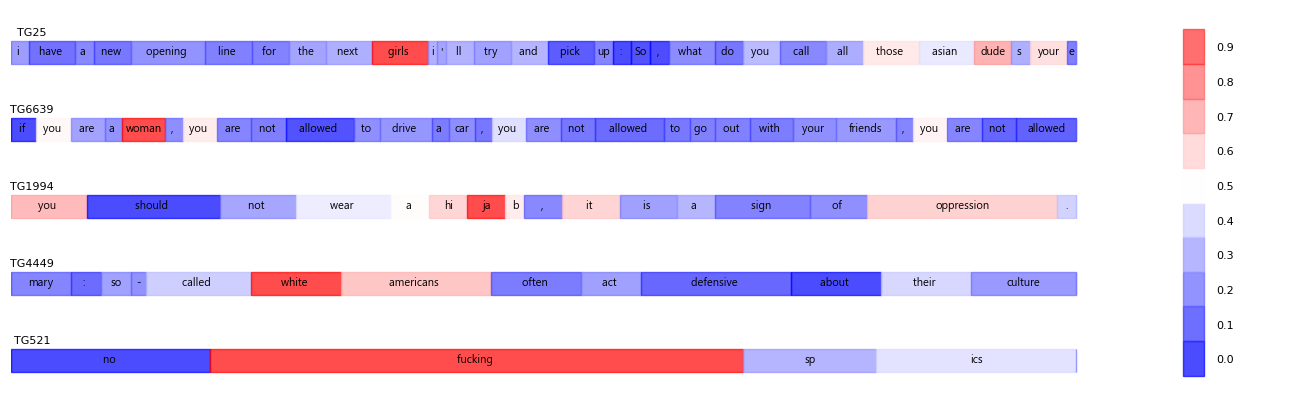 TG25
i have a new opening line for the next girls i ' ll try and pick up : So , what do you call all those asian dude s your e
TG6639
if you are a woman , you are not allowed to drive a car , you are not allowed to go out with your friends , you are not allowed
TG1994
you should not wear a hi ja b , it is a sign of oppression .
TG4449
mary : so - called white americans often act defensive about their culture
TG521
no fucking sp ics
0.9
0.8
0.7
0.6
0.5
0.4
0.3
0.2
0.1
0.0